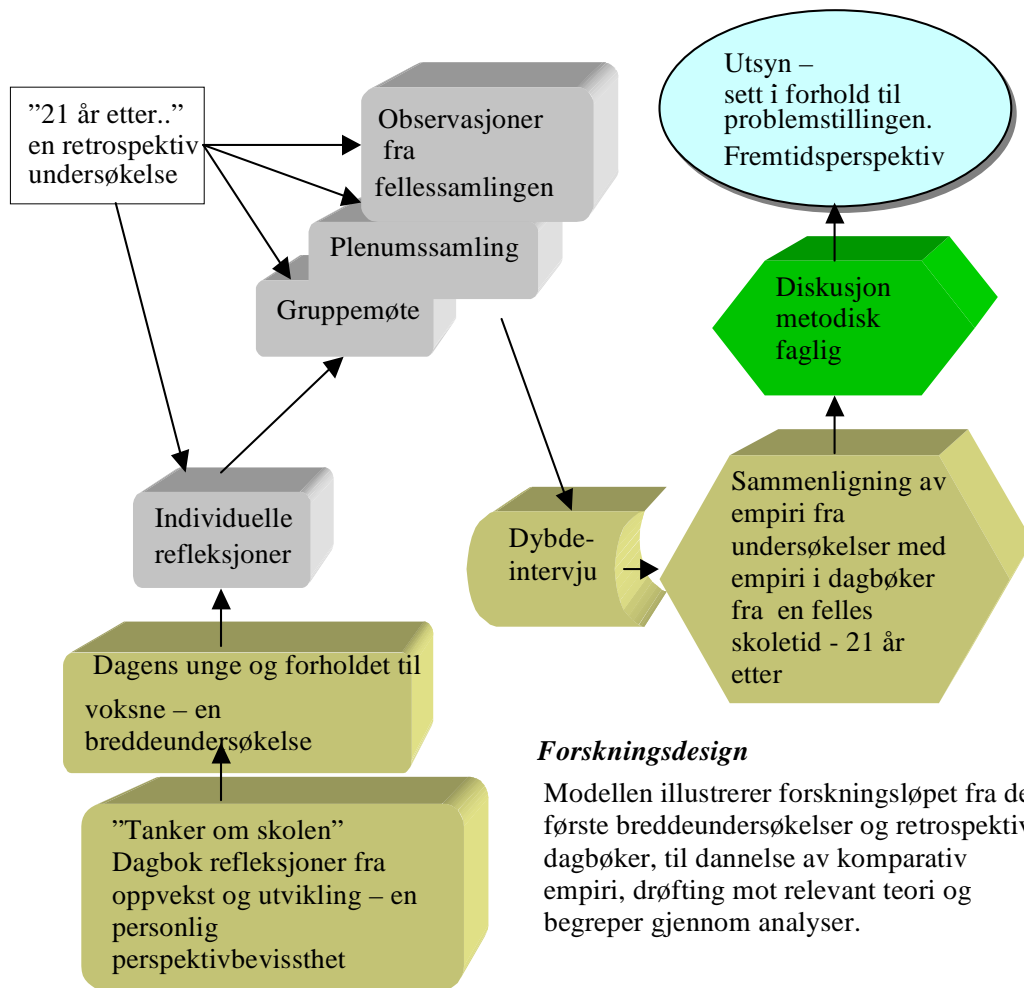 ”21 år etter..”
en retrospektiv
undersøkelse
Observasjoner
fra
fellessamlingen
Plenumssamling
Gruppemøte
Individuelle
refleksjoner
Dagens unge og forholdet til
voksne – en
breddeundersøkelse
”Tanker om skolen”
Dagbok refleksjoner fra
oppvekst og utvikling – en
personlig
perspektivbevissthet
Dybde-
intervju
Sammenligning av
empiri fra
undersøkelser med
empiri i dagbøker
fra en felles
skoletid - 21 år
etter
Diskusjon
metodisk
faglig
Utsyn –
sett i forhold til
problemstillingen.
Fremtidsperspektiv
Forskningsdesign
Modellen illustrerer forskningsløpet fra de
første breddeundersøkelser og retrospektiv
dagbøker, til dannelse av komparativ
empiri, drøfting mot relevant teori og
begreper gjennom analyser.